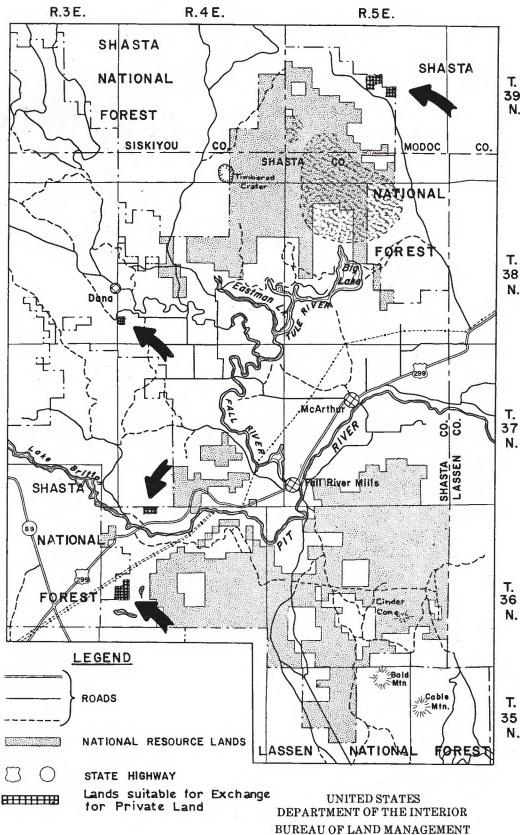 R.3E. R.4E. R.5E.
SHASTA
NATIONAL
FOREST
SHASTA
T.
39
N.
SISKIYOU CO. MODOC CO.
SHASTA CO.
Timbered
Crater
NATIONAL
FOREST
T.
38
N.
Big
Lake
Dana
Eastman L.
TULE RIVER
299
McArthur
T.
37
N.
FALL RIVER
RIVER
SHASTA CO.
LASSEN CO.
Lake Britton
SHASTA
Fall River Mills
PIT
89
NATIONAL
299
FOREST
T.
36
N.
Cinder
Cone
Bald
Mtn
Cable
Mtn.
T.
35
N.
LASSEN NATIONAL FOREST
LEGEND
ROADS
NATIONAL RESOURCE LANDS
STATE HIGHWAY
Lands suitable for Exchange
for Private Land
UNITED STATES
DEPARTMENT OF THE INTERIOR
BUREAU OF LAND MANAGEMENT